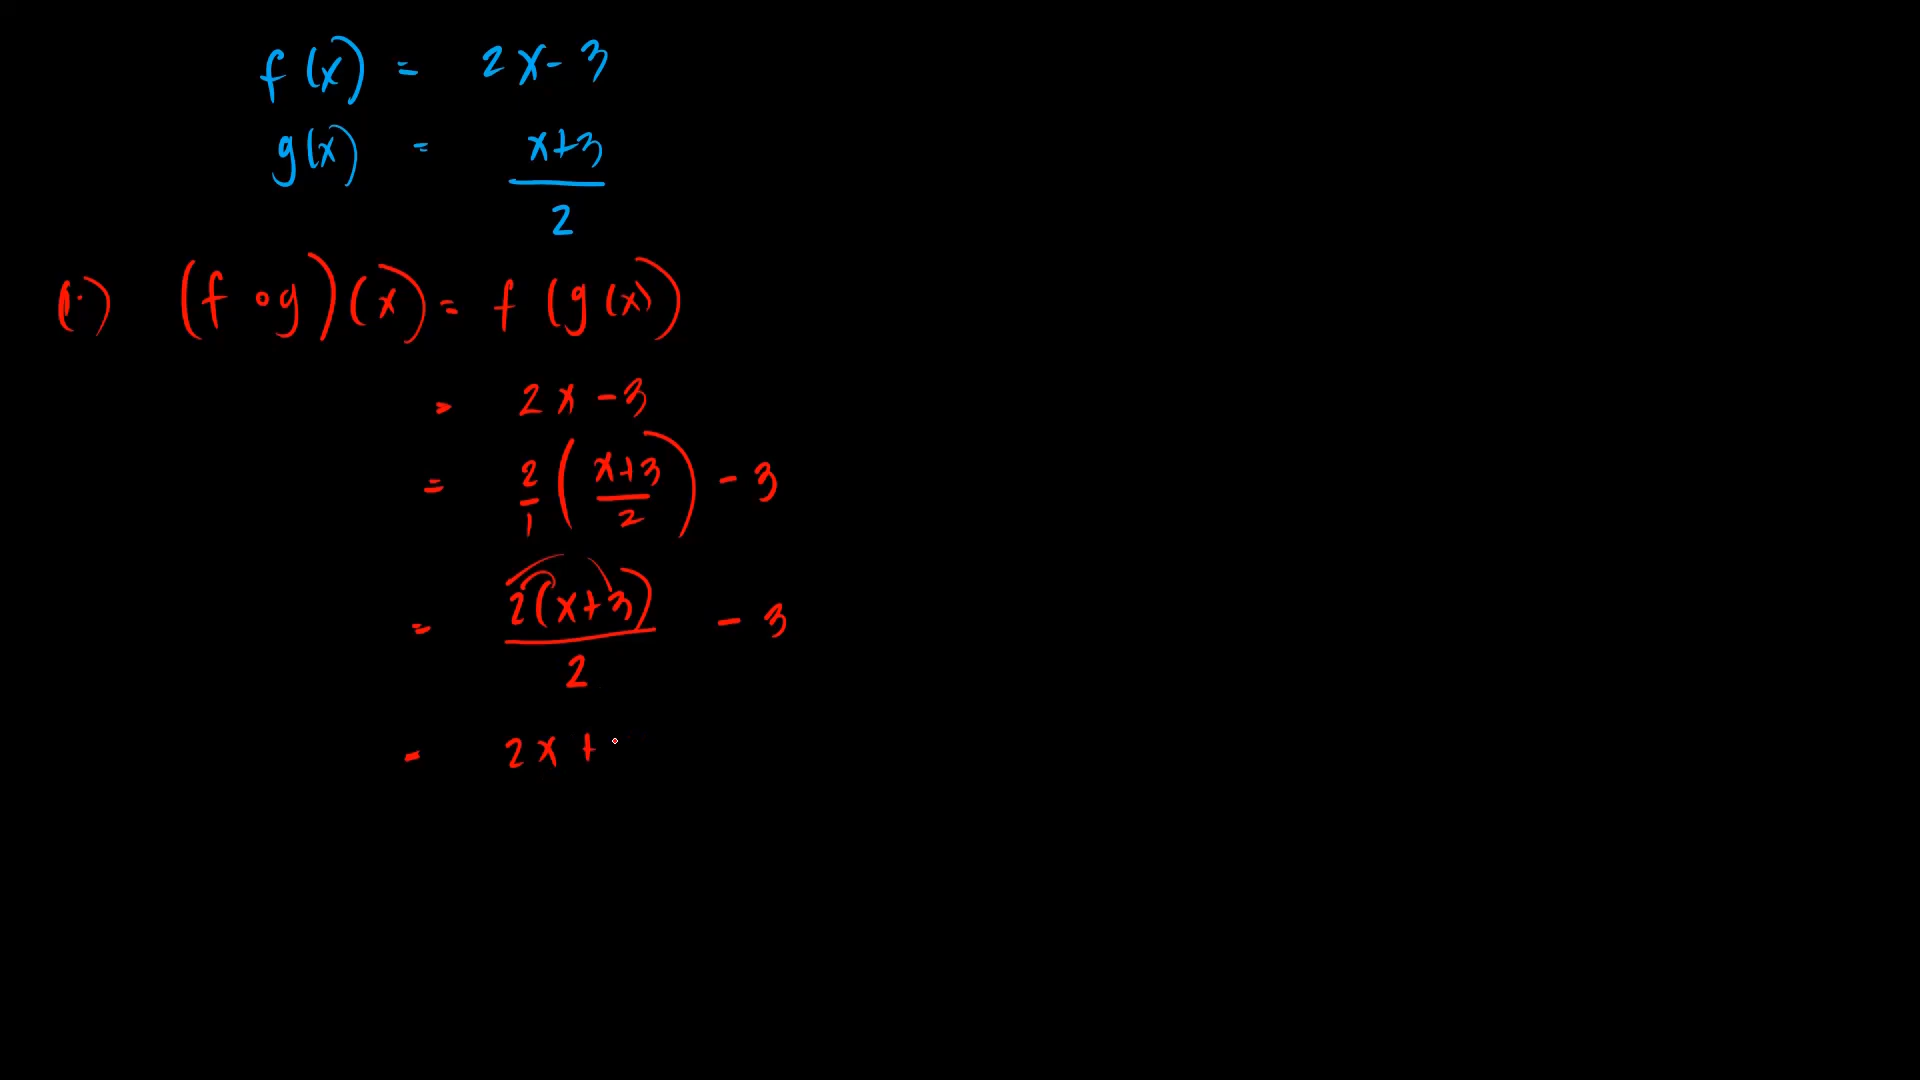 f(x) = 2x - 3
g(x) = x+3
2
(i) (f∘g)(x) = f(g(x))
= 2x - 3
= 2/1 (x+3/2) - 3
= 2(x+3)/2 - 3
= 2x +